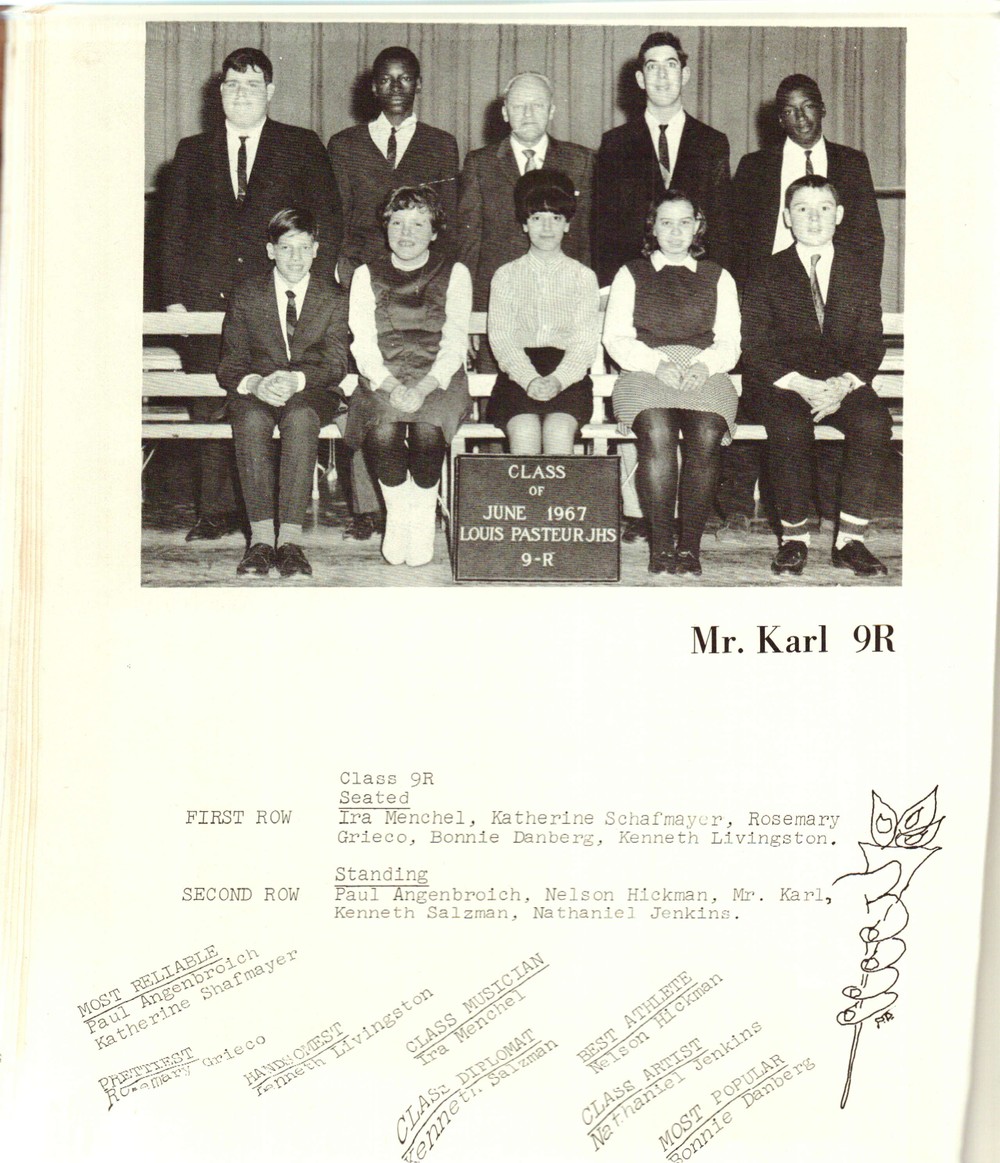 CLASS
OF
JUNE 1967
LOUIS PASTEUR JHS
9-R
Mr. Karl 9R
Class 9R
Seated
FIRST ROW Ira Menchel, Katherine Schafmayer, Rosemary
Grieco, Bonnie Danberg, Kenneth Livingston.
Standing
SECOND ROW Paul Angenbroich, Nelson Hickman, Mr. Karl,
Kenneth Salzman, Nathaniel Jenkins.
MOST RELIABLE
Paul Angenbroich
Katherine Shafmayer
PRETTIEST
Rosemary Grieco
HANDSOMEST
Kenneth Livingston
CLASS MUSICIAN
Ira Menchel
CLASS DIPLOMAT
Kenneth Salzman
BEST ATHLETE
Nelson Hickman
CLASS ARTIST
Nathaniel Jenkins
MOST POPULAR
Bonnie Danberg